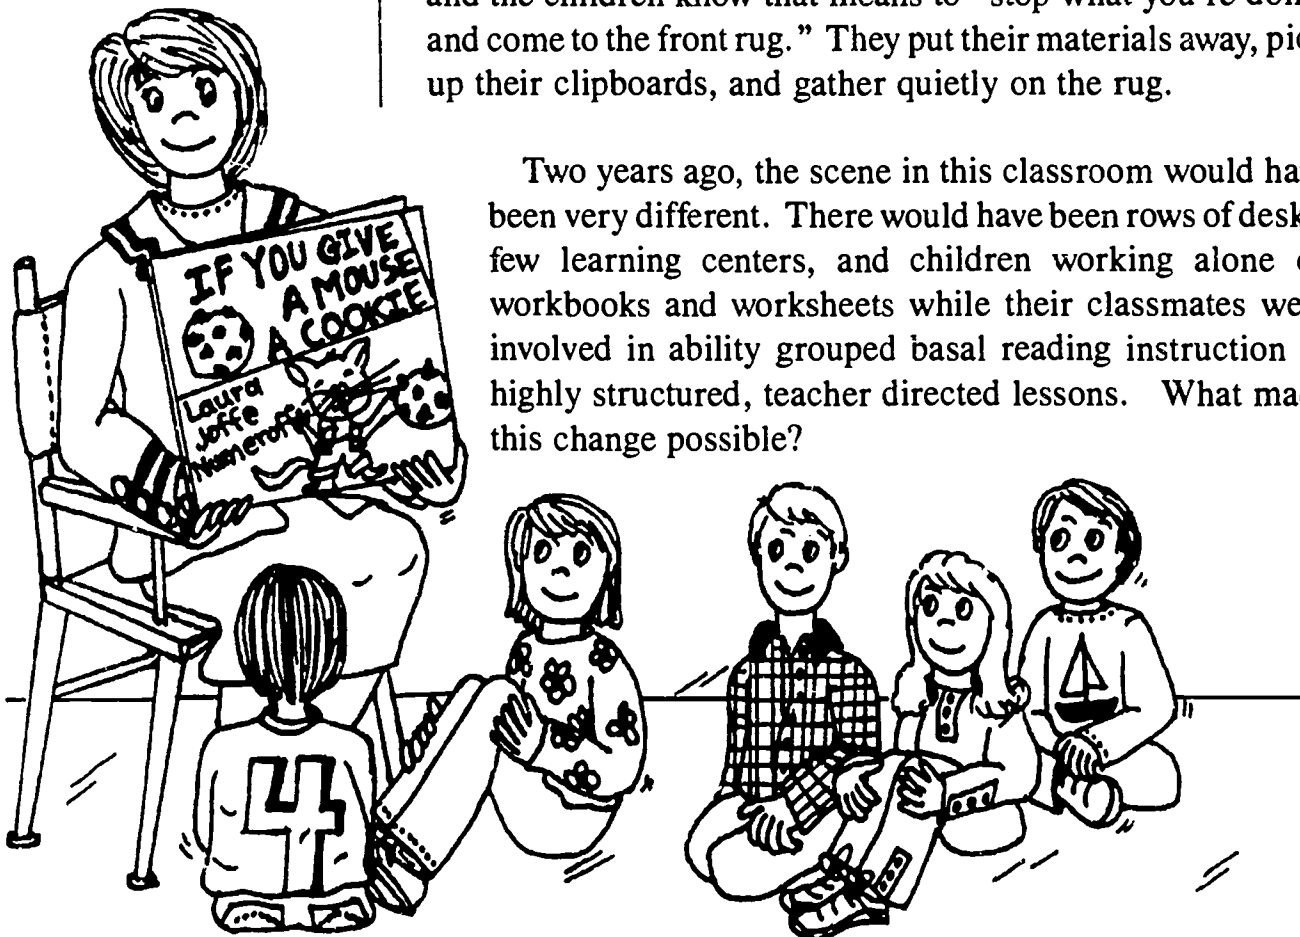 and the children know that means to "stop what you're doin
and come to the front rug." They put their materials away, pic
up their clipboards, and gather quietly on the rug.
Two years ago, the scene in this classroom would ha
been very different. There would have been rows of desk
few learning centers, and children working alone
workbooks and worksheets while their classmates we
involved in ability grouped basal reading instruction
highly structured, teacher directed lessons. What ma
this change possible?
IF YOU GIVE
A MOUSE
A COOKIE
Laura
Joffe
Numeroff
4